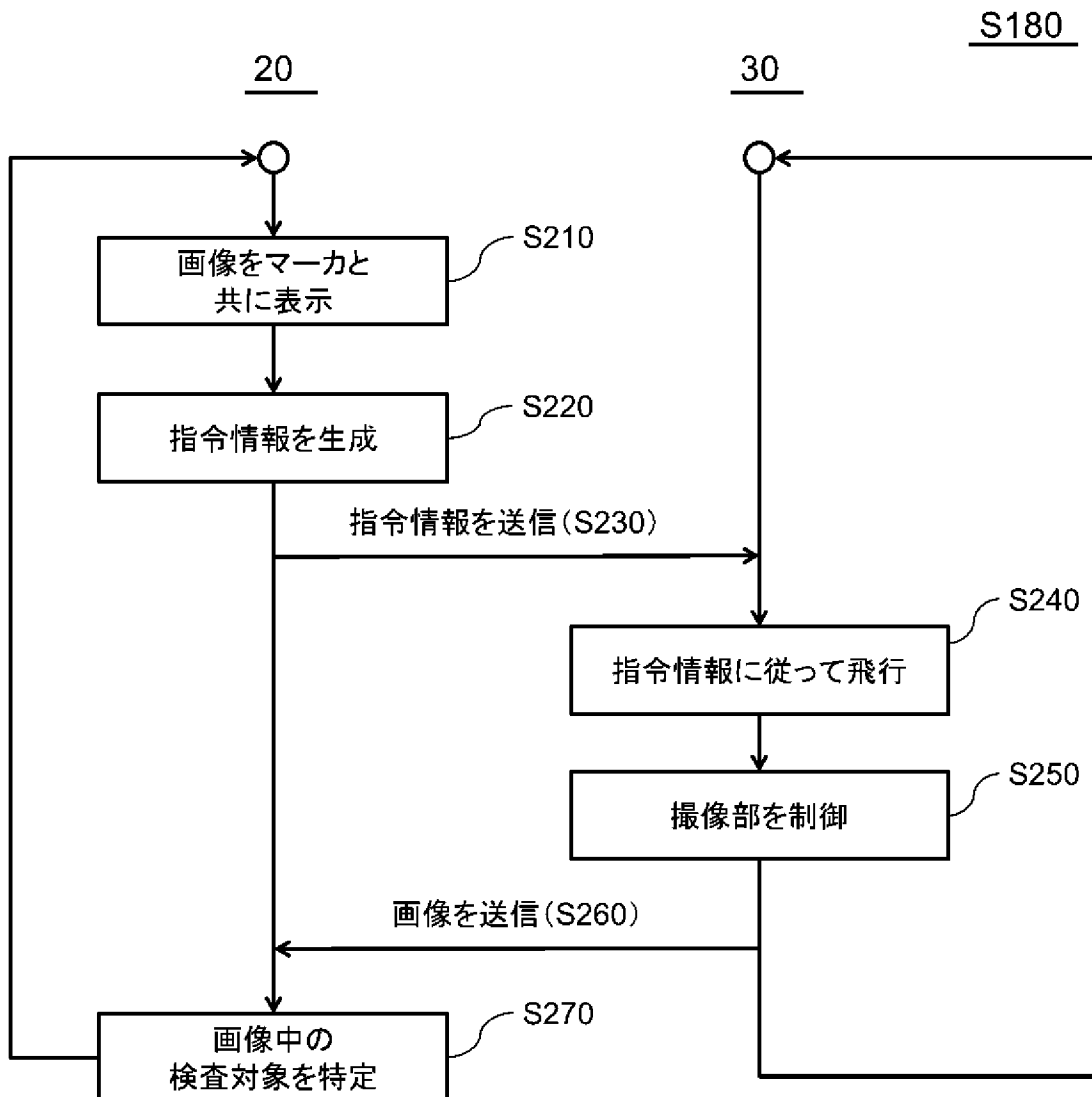 S180
20
30
画像をマーカと
共に表示
S210
指令情報を生成
S220
指令情報を送信(S230)
S240
指令情報に従って飛行
S250
撮像部を制御
画像を送信(S260)
S270
画像中の
検査対象を特定